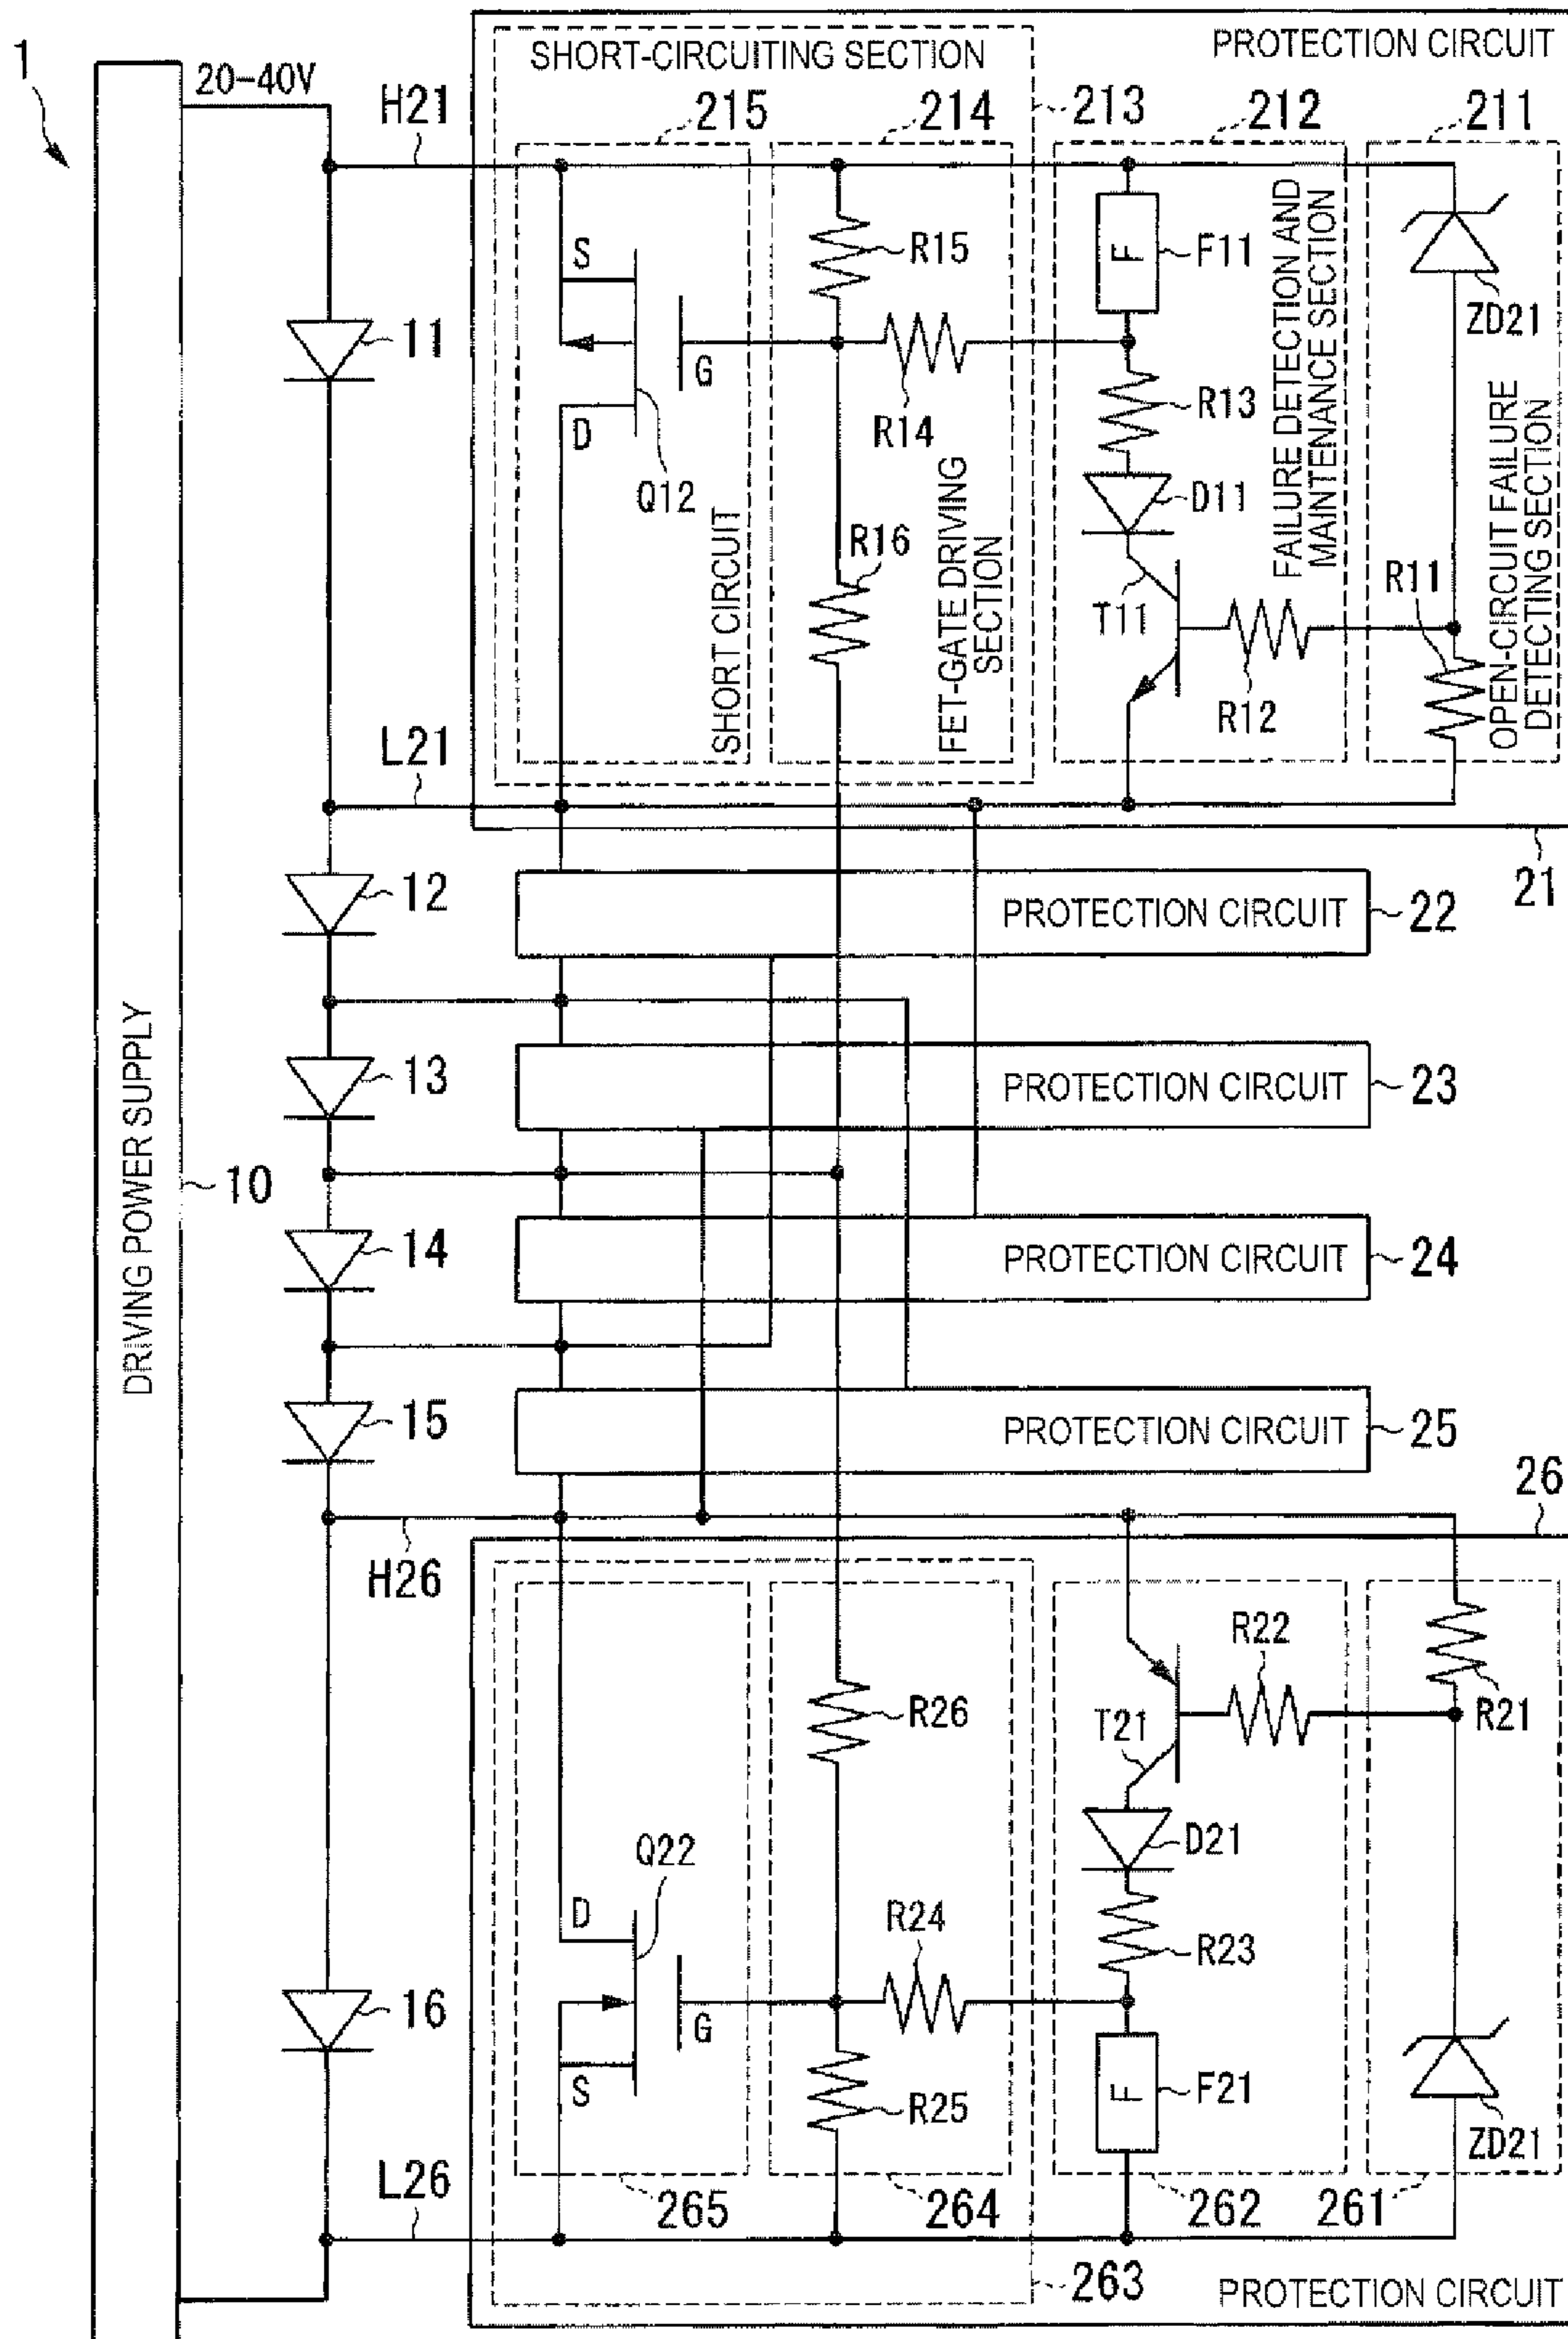 1
20-40V
H21
SHORT-CIRCUITING SECTION
PROTECTION CIRCUIT
215
214
213
212
211
S
G
D
Q12
SHORT CIRCUIT
R15
R14
R16
FET-GATE DRIVING
SECTION
F
F11
R13
D11
T11
R12
FAILURE DETECTION AND
MAINTENANCE SECTION
ZD21
R11
OPEN-CIRCUIT FAILURE
DETECTING SECTION
11
L21
21
12
PROTECTION CIRCUIT
22
13
PROTECTION CIRCUIT
23
DRIVING POWER SUPPLY
10
14
PROTECTION CIRCUIT
24
15
PROTECTION CIRCUIT
25
26
H26
R26
R22
R21
T21
Q22
D
G
S
R24
R25
D21
R23
F
F21
ZD21
16
L26
265
264
262
261
263
PROTECTION CIRCUIT